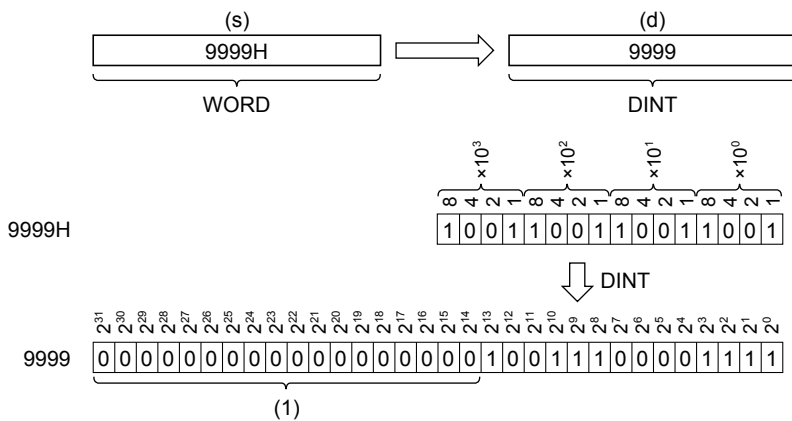 (s) (d)
9999H 9999
WORD DINT
×10³ ×10² ×10¹ ×10⁰
8 4 2 1 8 4 2 1 8 4 2 1 8 4 2 1
9999H 1 0 0 1 1 0 0 1 1 0 0 1 1 0 0 1
DINT
2³¹ 2³⁰ 2²⁹ 2²⁸ 2²⁷ 2²⁶ 2²⁵ 2²⁴ 2²³ 2²² 2²¹ 2²⁰ 2¹⁹ 2¹⁸ 2¹⁷ 2¹⁶ 2¹⁵ 2¹⁴ 2¹³ 2¹² 2¹¹ 2¹⁰ 2⁹ 2⁸ 2⁷ 2⁶ 2⁵ 2⁴ 2³ 2² 2¹ 2⁰
9999 0 0 0 0 0 0 0 0 0 0 0 0 0 0 0 0 0 0 1 0 0 1 1 1 0 0 0 0 1 1 1 1
(1)